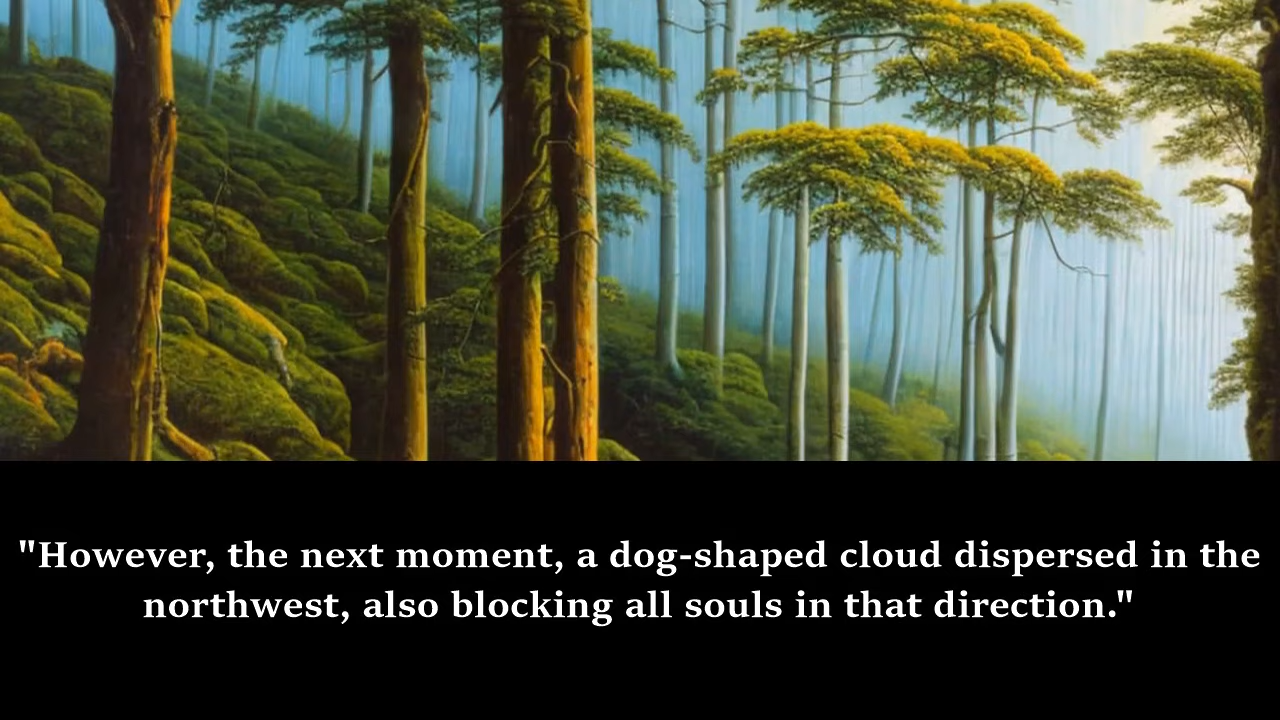 "However, the next moment, a dog-shaped cloud dispersed in the
northwest, also blocking all souls in that direction."